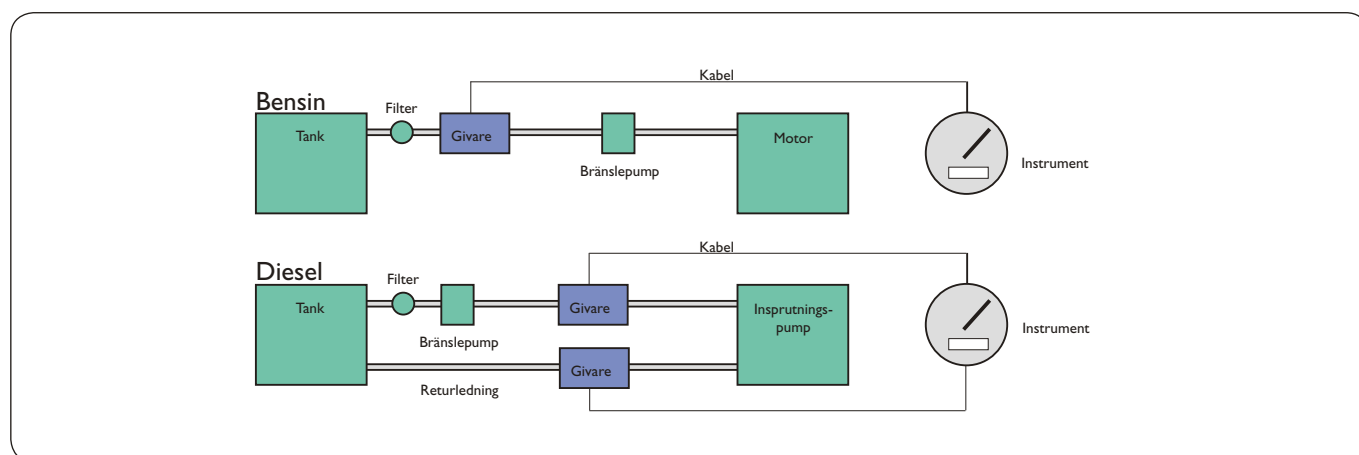 Kabel
Bensin
Filter
Tank
Givare
Motor
Bränslepump
Instrument
Kabel
Diesel
Filter
Tank
Givare
Insprutnings-
pump
Instrument
Bränslepump
Givare
Returledning